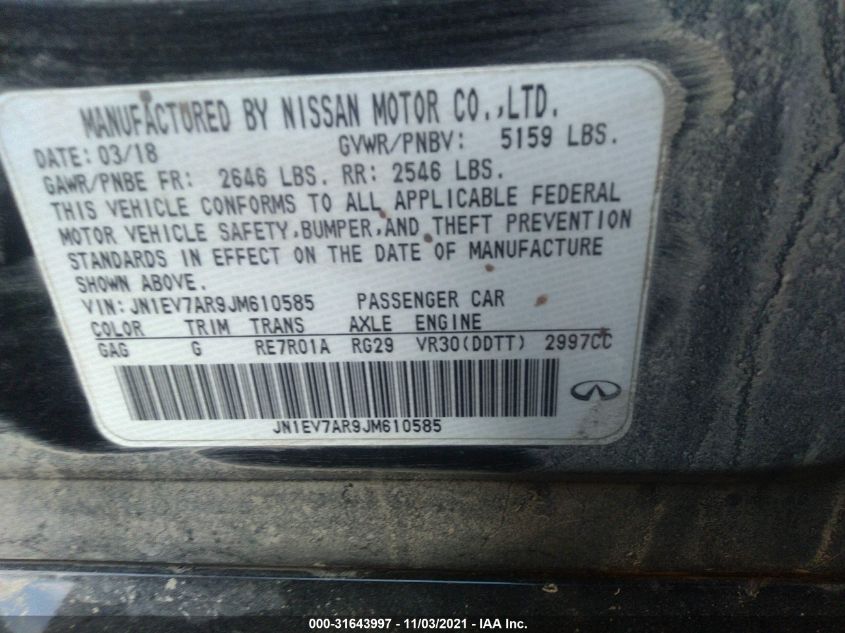 MANUFACTURED BY NISSAN MOTOR CO.,LTD.
DATE: 03/18 GVWR/PNBV: 5159 LBS.
GAWR/PNBE FR: 2646 LBS. RR: 2546 LBS.
THIS VEHICLE CONFORMS TO ALL APPLICABLE FEDERAL
MOTOR VEHICLE SAFETY,BUMPER,AND THEFT PREVENTION
STANDARDS IN EFFECT ON THE DATE OF MANUFACTURE
SHOWN ABOVE.
VIN:JN1EV7AR9JM610585 PASSENGER CAR
COLOR TRIM TRANS AXLE ENGINE
GAG G RE7R01A RG29 VR30(DDTT) 2997CC
JN1EV7AR9JM610585
000-31643997 - 11/03/2021 - IAA Inc.